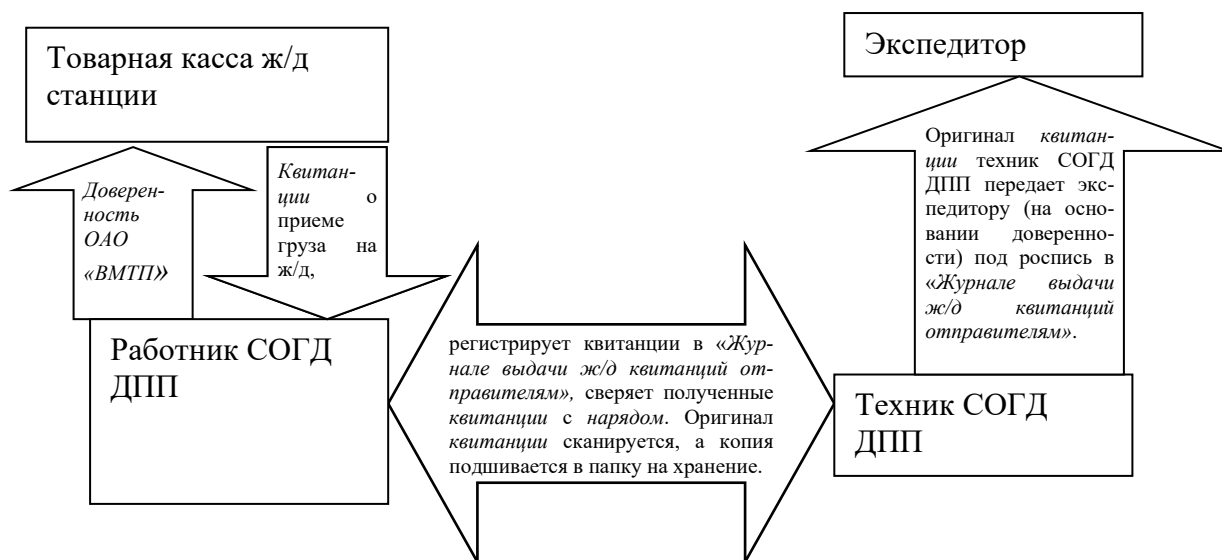 Товарная касса ж/д
станции
Экспедитор
Доверен-
ность
ОАО
«ВМТП»
Квитан-
ции о
приеме
груза на
ж/д,
Оригинал квитан-
ции техник СОГД
ДПП передает экс-
педитору (на осно-
вании доверенно-
сти) под роспись в
«Журнале выдачи
ж/д квитанций
отправителям».
Работник СОГД
ДПП
регистрирует квитанции в «Жур-
нале выдачи ж/д квитанций от-
правителям», сверяет полученные
квитанции с нарядом. Оригинал
квитанции сканируется, а копия
подшивается в папку на хранение.
Техник СОГД
ДПП